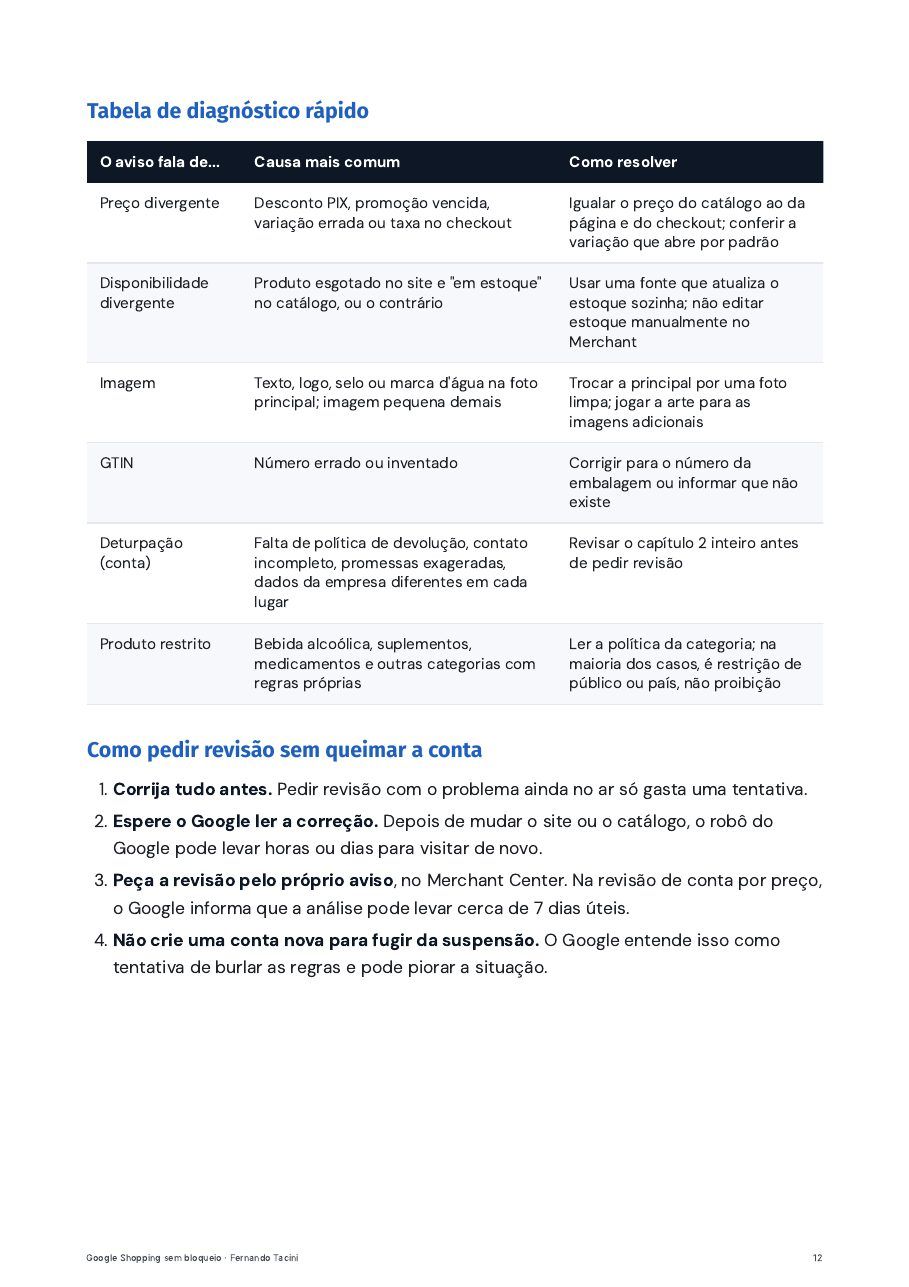 Tabela de diagnóstico rápido
O aviso fala de... Causa mais comum Como resolver
Preço divergente Desconto PIX, promoção vencida, Igualar o preço do catálogo ao da
variação errada ou taxa no checkout página e do checkout; conferir a
variação que abre por padrão
Disponibilidade Produto esgotado no site e "em estoque" Usar uma fonte que atualiza o
divergente no catálogo, ou o contrário estoque sozinha; não editar
estoque manualmente no
Merchant
Imagem Texto, logo, selo ou marca d'água na foto Trocar a principal por uma foto
principal; imagem pequena demais limpa; jogar a arte para as
imagens adicionais
GTIN Número errado ou inventado Corrigir para o número da
embalagem ou informar que não
existe
Deturpação Falta de política de devolução, contato Revisar o capítulo 2 inteiro antes
(conta) incompleto, promessas exageradas, de pedir revisão
dados da empresa diferentes em cada
lugar
Produto restrito Bebida alcoólica, suplementos, Ler a política da categoria; na
medicamentos e outras categorias com maioria dos casos, é restrição de
regras próprias público ou país, não proibição
Como pedir revisão sem queimar a conta
1. Corrija tudo antes. Pedir revisão com o problema ainda no ar só gasta uma tentativa.
2. Espere o Google ler a correção. Depois de mudar o site ou o catálogo, o robô do
Google pode levar horas ou dias para visitar de novo.
3. Peça a revisão pelo próprio aviso, no Merchant Center. Na revisão de conta por preço,
o Google informa que a análise pode levar cerca de 7 dias úteis.
4. Não crie uma conta nova para fugir da suspensão. O Google entende isso como
tentativa de burlar as regras e pode piorar a situação.
Google Shopping sem bloqueio · Fernando Tacini 12